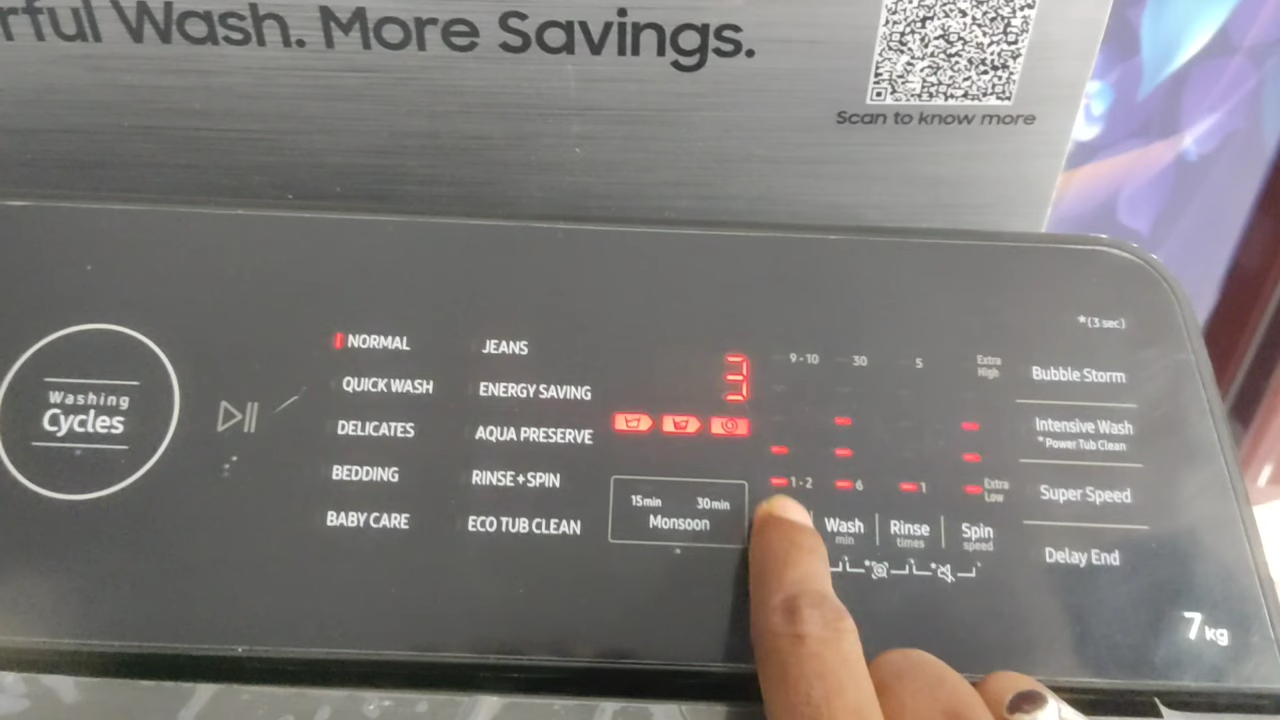 rful Wash. More Savings.
Scan to know more
Washing
Cycles
NORMAL
QUICK WASH
DELICATES
BEDDING
BABY CARE
JEANS
ENERGY SAVING
AQUA PRESERVE
RINSE+SPIN
ECO TUB CLEAN
3
15min 30min
Monsoon
9-10 30 5 Extra High
1-2 6 1 Extra Low
Wash min
Rinse times
Spin speed
*(3 sec)
Bubble Storm
Intensive Wash
*Power Tub Clean
Super Speed
Delay End
7 kg